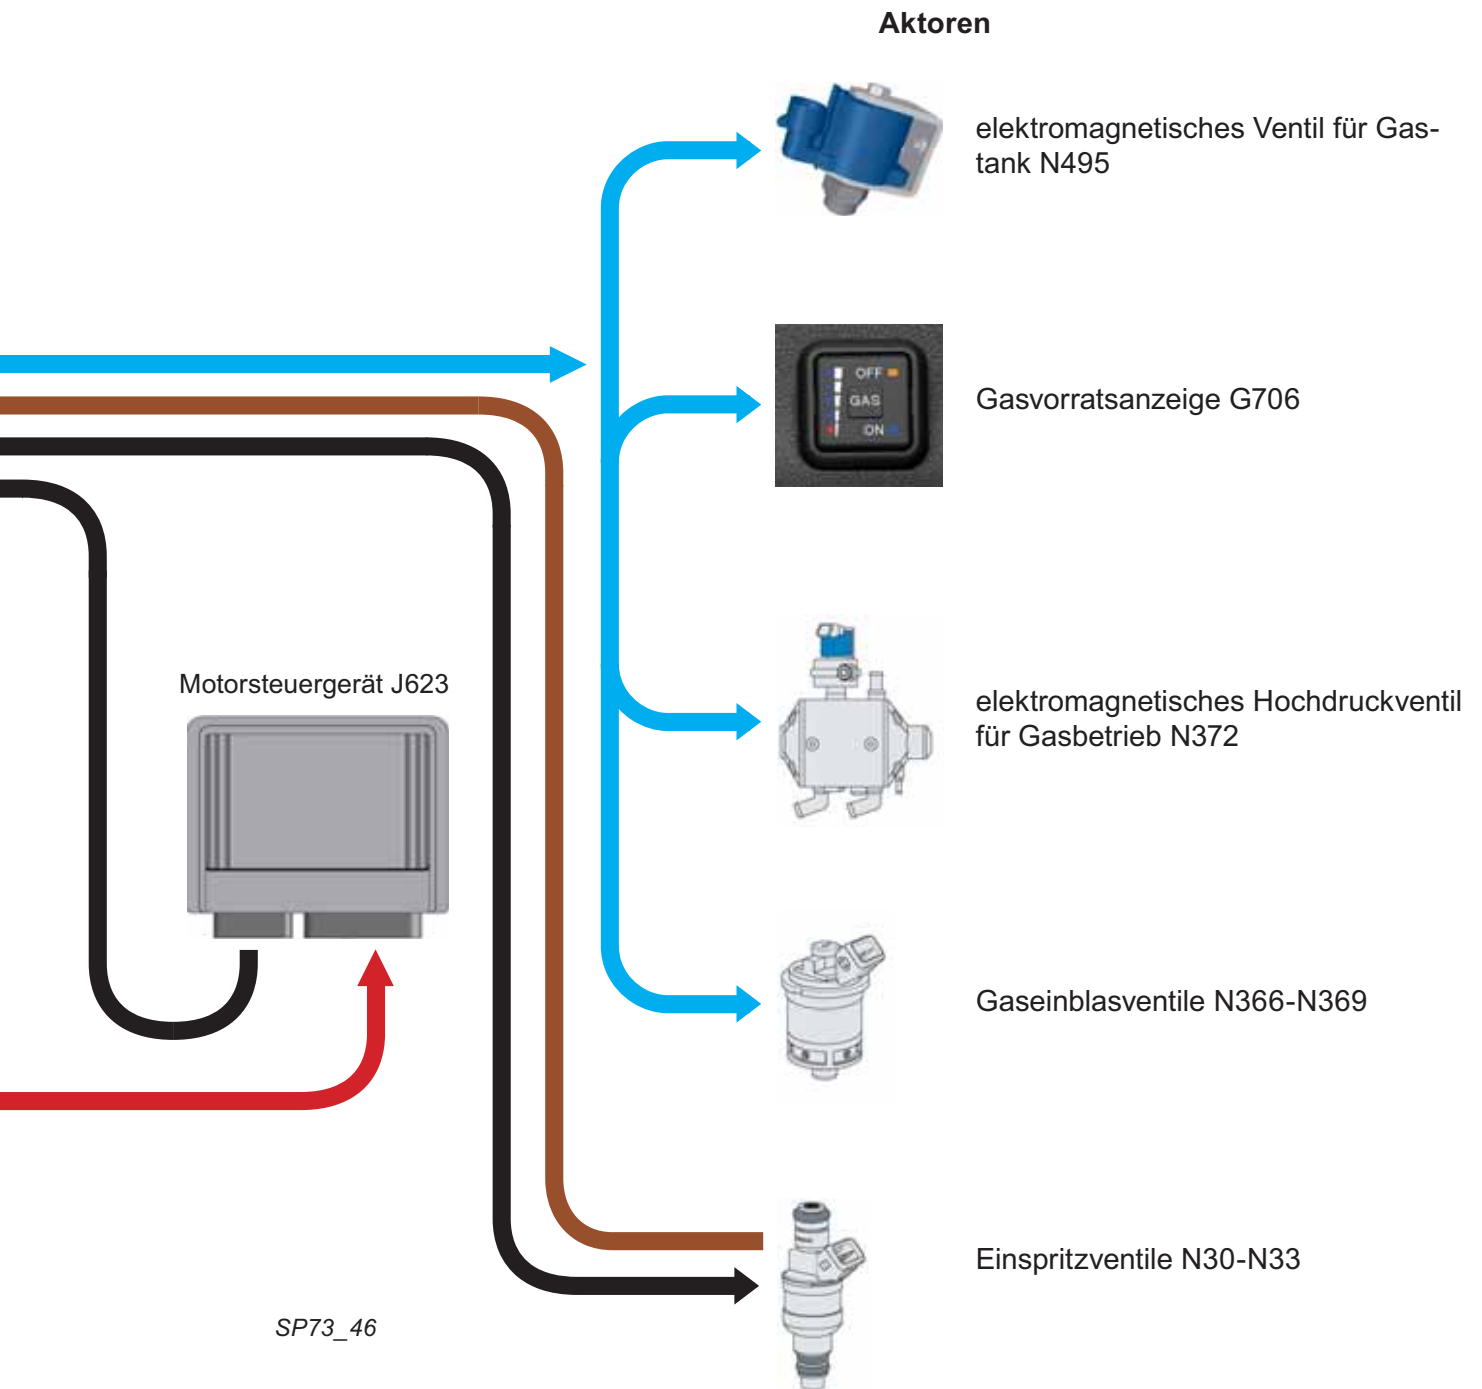 Aktoren
elektromagnetisches Ventil für Gas-
tank N495
OFF
GAS
ON
Gasvorratsanzeige G706
Motorsteuergerät J623
elektromagnetisches Hochdruckventil
für Gasbetrieb N372
Gaseinblasventile N366-N369
Einspritzventile N30-N33
SP73_46